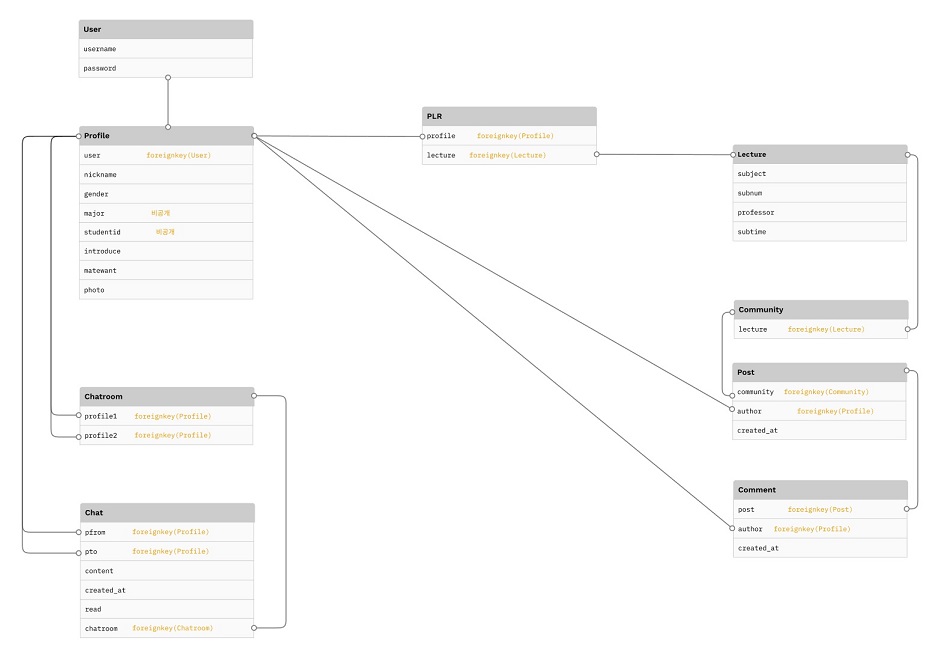 User
username
password
Profile
user foreignkey(User)
nickname
gender
major 비공개
studentid 비공개
introduce
matewant
photo
PLR
profile foreignkey(Profile)
lecture foreignkey(Lecture)
Lecture
subject
subnum
professor
subtime
Community
lecture foreignkey(Lecture)
Post
community foreignkey(Community)
author foreignkey(Profile)
created_at
Comment
post foreignkey(Post)
author foreignkey(Profile)
created_at
Chatroom
profile1 foreignkey(Profile)
profile2 foreignkey(Profile)
Chat
pfrom foreignkey(Profile)
pto foreignkey(Profile)
content
created_at
read
chatroom foreignkey(Chatroom)